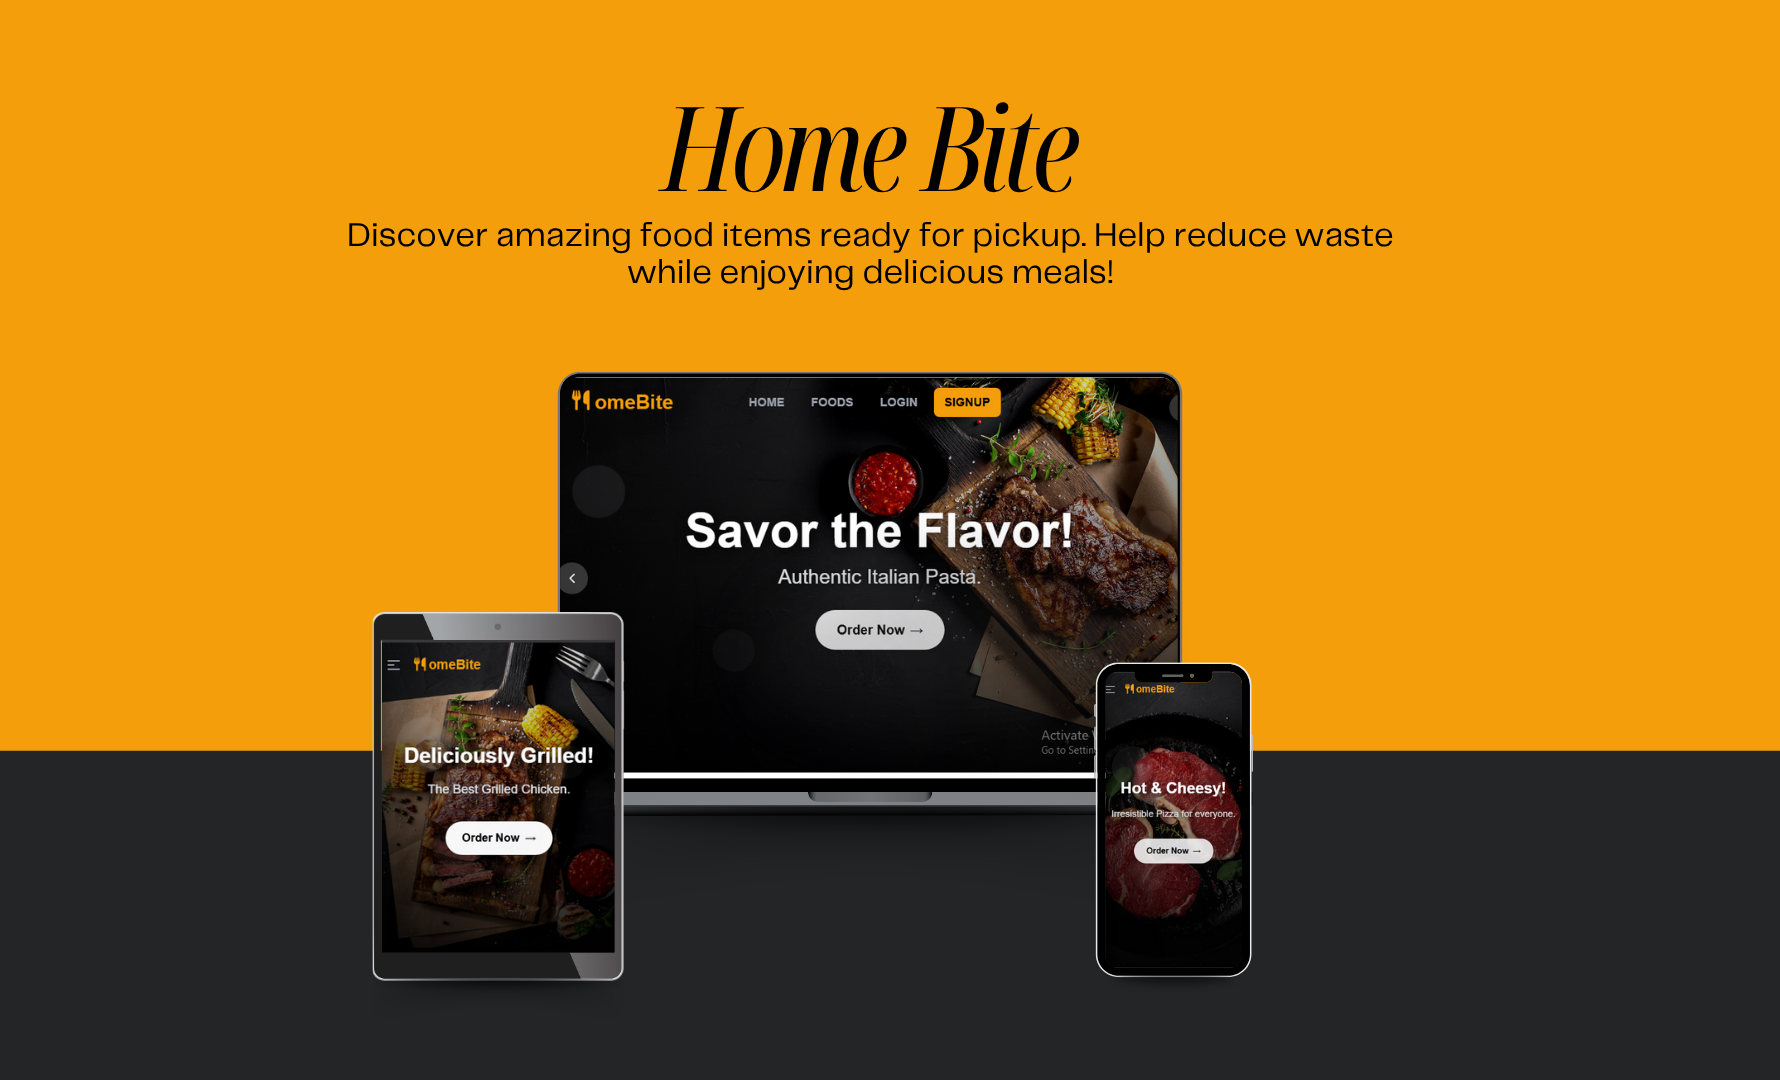 Home Bite
Discover amazing food items ready for pickup. Help reduce waste
while enjoying delicious meals!
omeBite
HOME FOODS LOGIN SIGNUP
Savor the Flavor!
Authentic Italian Pasta.
Order Now →
Activate
Go to
omeBite
Deliciously Grilled!
The Best Grilled Chicken.
Order Now →
omeBite
Hot & Cheesy!
Irresistible Pizza for everyone.
Order Now →